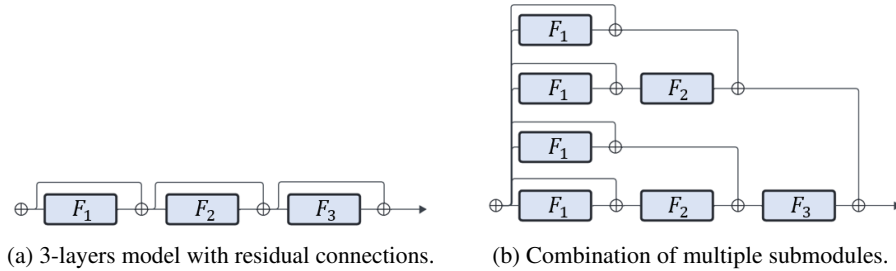 F₁
F₁ F₂
F₁
F₁ F₂ F₃
F₁ F₂ F₃
(a) 3-layers model with residual connections.
(b) Combination of multiple submodules.